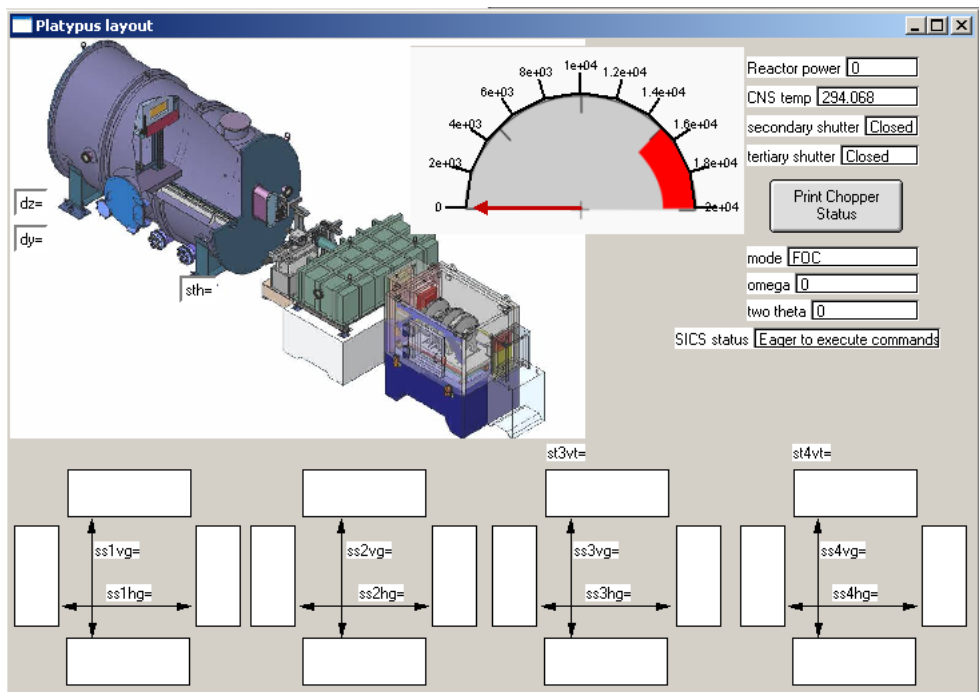 Platypus layout
Reactor power 0
CNS temp 294.068
secondary shutter Closed
tertiary shutter Closed
Print Chopper
Status
mode FOC
omega 0
two theta 0
SICS status Eager to execute commands
0
2e+03
4e+03
6e+03
8e+03
1e+04
1.2e+04
1.4e+04
1.6e+04
1.8e+04
2e+04
dz=
dy=
sth=
st3vt=
st4vt=
ss1vg=
ss2vg=
ss3vg=
ss4vg=
ss1hg=
ss2hg=
ss3hg=
ss4hg=